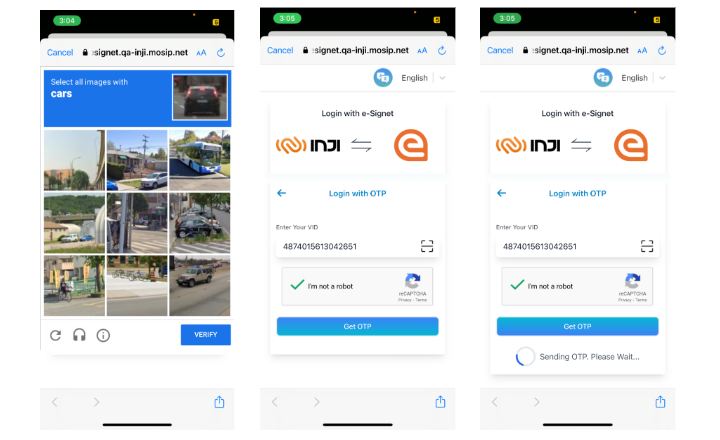 3:04
Cancel :signet.qa-inji.mosip.net AA
Select all images with
cars
VERIFY
3:05
Cancel :signet.qa-inji.mosip.net AA
English
Login with e-Signet
INJI
Login with OTP
Enter Your VID
4874015613042651
I'm not a robot
reCAPTCHA
Privacy - Terms
Get OTP
3:05
Cancel :signet.qa-inji.mosip.net AA
English
Login with e-Signet
INJI
Login with OTP
Enter Your VID
4874015613042651
I'm not a robot
reCAPTCHA
Privacy - Terms
Get OTP
Sending OTP. Please Wait...